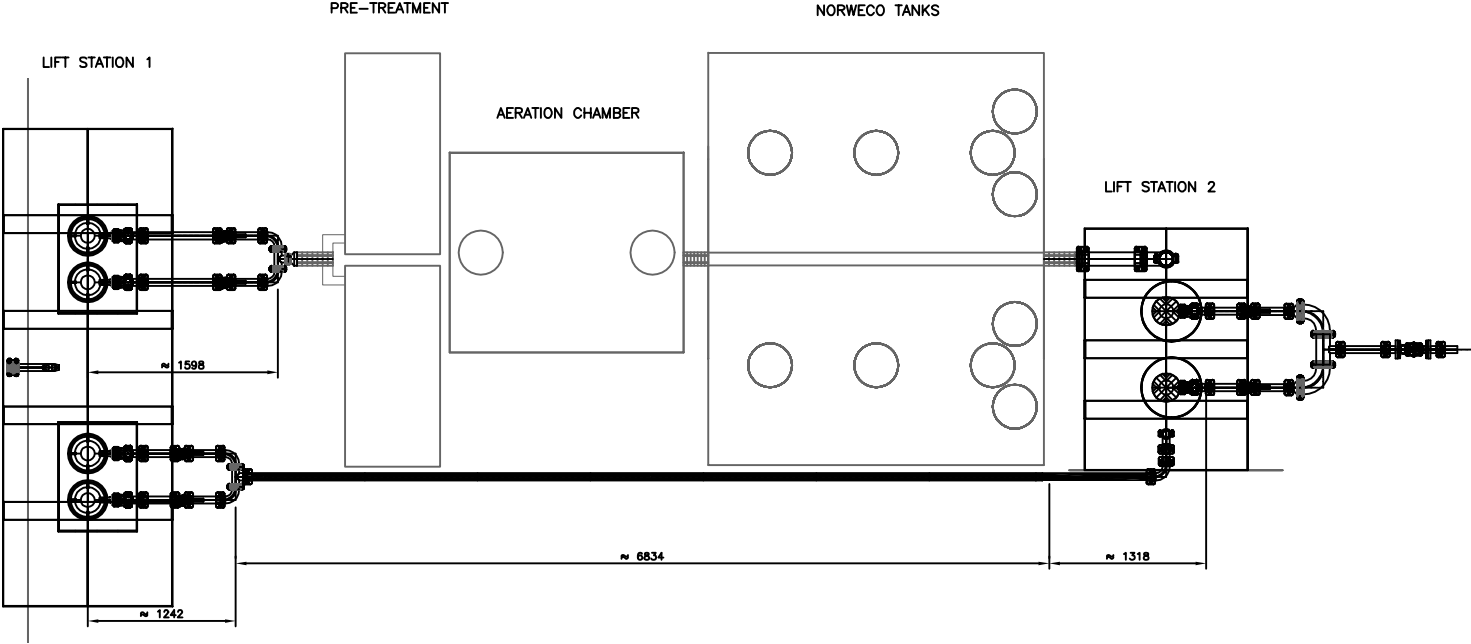 PRE-TREATMENT
NORWECO TANKS
LIFT STATION 1
AERATION CHAMBER
LIFT STATION 2
≈ 1598
≈ 6834
≈ 1318
≈ 1242